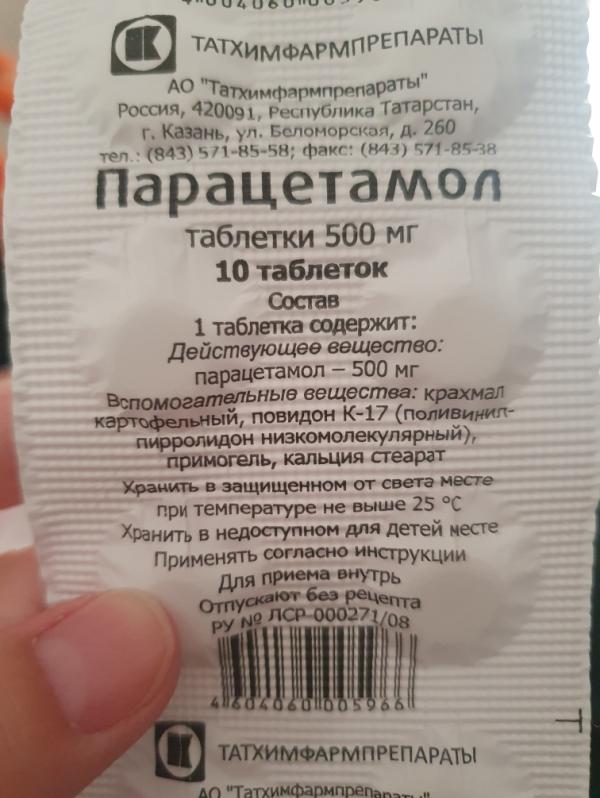 4 604060 005966
ТАТХИМФАРМПРЕПАРАТЫ
АО "Татхимфармпрепараты"
Россия, 420091, Республика Татарстан,
г. Казань, ул. Беломорская, д. 260
тел.: (843) 571-85-58; факс: (843) 571-85-38
Парацетамол
таблетки 500 мг
10 таблеток
Состав
1 таблетка содержит:
Действующее вещество:
парацетамол – 500 мг
Вспомогательные вещества: крахмал
картофельный, повидон К-17 (поливинил-
пирролидон низкомолекулярный),
примогель, кальция стеарат
Хранить в защищенном от света месте
при температуре не выше 25 °С
Хранить в недоступном для детей месте
Применять согласно инструкции
Для приема внутрь
Отпускают без рецепта
РУ № ЛСР 000271/08
4 604060 005966
ТАТХИМФАРМПРЕПАРАТЫ
АО "Татхимфармпрепараты"